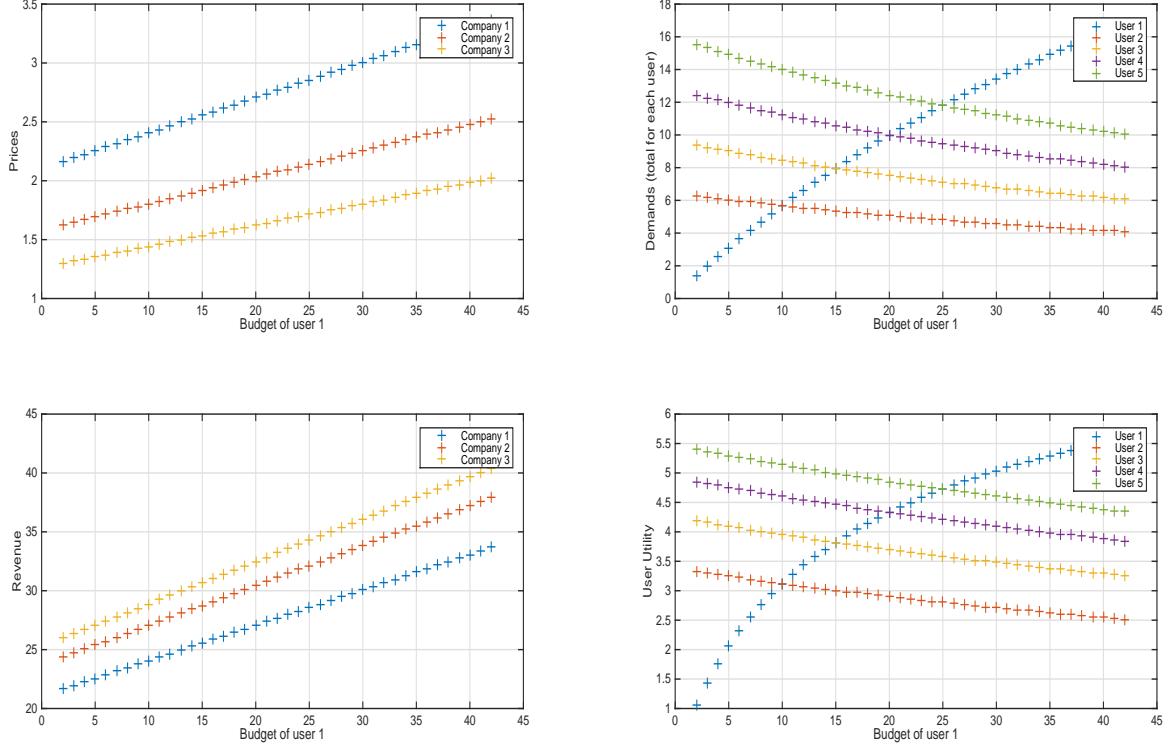 3.5
3
2.5
2
1.5
1
Prices
0 5 10 15 20 25 30 35 40 45
Budget of user 1
Company 1
Company 2
Company 3
18
16
14
12
10
8
6
4
2
0
Demands (total for each user)
0 5 10 15 20 25 30 35 40 45
Budget of user 1
User 1
User 2
User 3
User 4
User 5
45
40
35
30
25
20
Revenue
0 5 10 15 20 25 30 35 40 45
Budget of user 1
Company 1
Company 2
Company 3
6
5.5
5
4.5
4
3.5
3
2.5
2
1.5
1
User Utility
0 5 10 15 20 25 30 35 40 45
Budget of user 1
User 1
User 2
User 3
User 4
User 5